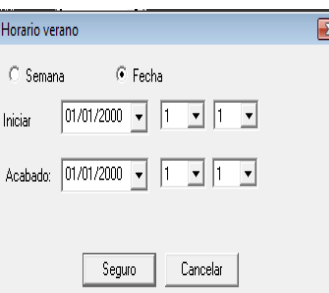 Horario verano
Semana Fecha
Iniciar 01/01/2000 1 1
Acabado: 01/01/2000 1 1
Seguro Cancelar